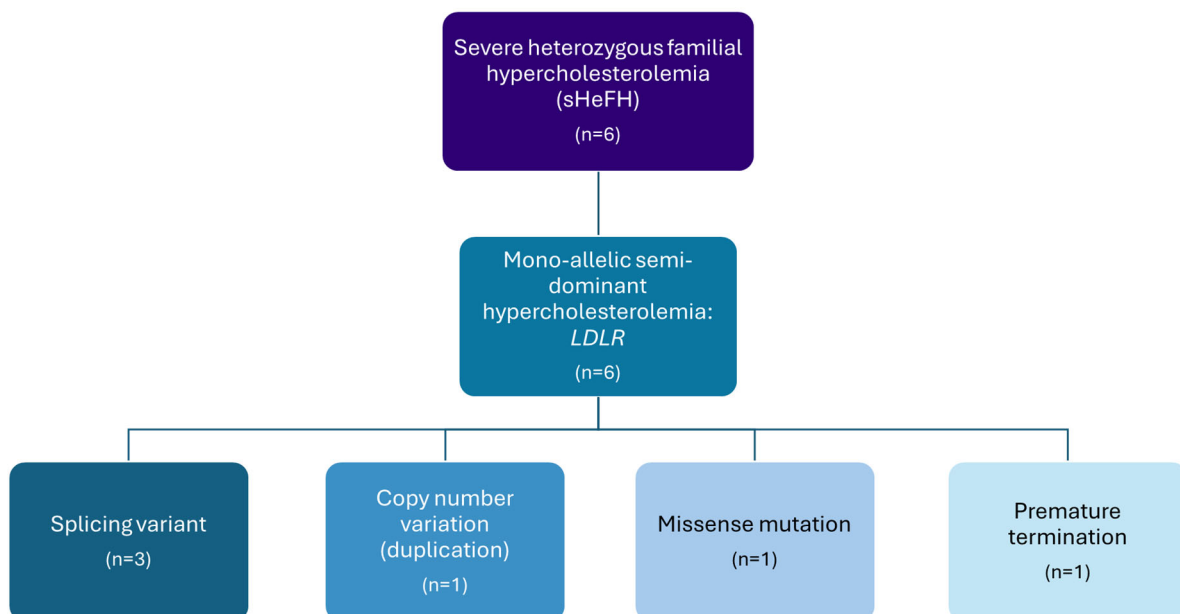 Severe heterozygous familial
hypercholesterolemia
(sHeFH)
(n=6)
Mono-allelic semi-
dominant
hypercholesterolemia:
LDLR
(n=6)
Splicing variant
(n=3)
Copy number
variation
(duplication)
(n=1)
Missense mutation
(n=1)
Premature
termination
(n=1)